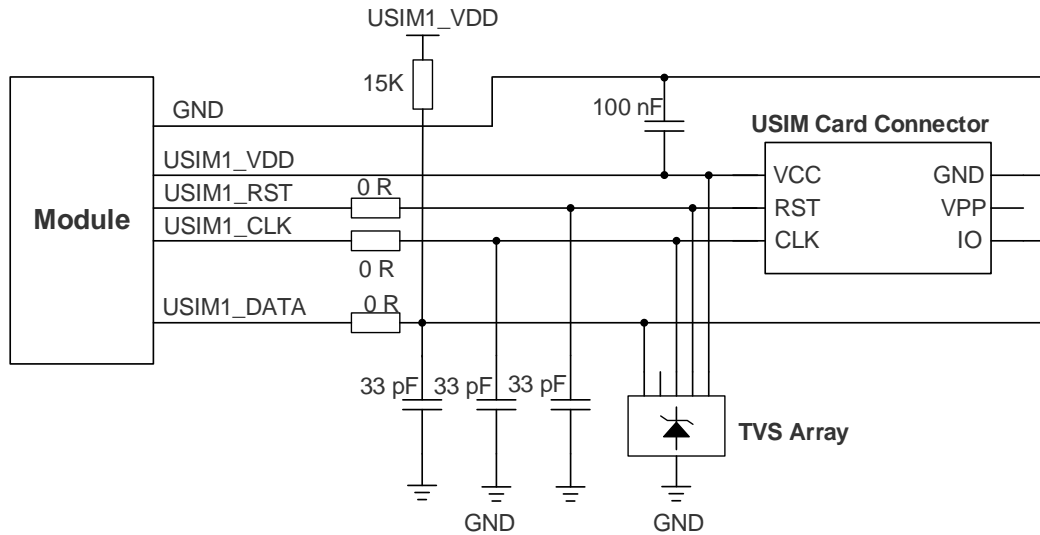 USIM1_VDD
15K
GND
100 nF
USIM Card Connector
USIM1_VDD
VCC
GND
0 R
USIM1_RST
RST
VPP
Module
USIM1_CLK
CLK
IO
0 R
USIM1_DATA
0 R
33 pF
33 pF
33 pF
TVS Array
GND
GND